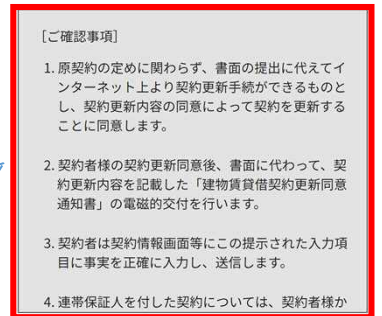 ［ご確認事項］
1. 原契約の定めに関わらず、書面の提出に代えてイ
ンターネット上より契約更新手続ができるものと
し、契約更新内容の同意によって契約を更新する
ことに同意します。
2. 契約者様の契約更新同意後、書面に代わって、契
約更新内容を記載した「建物賃貸借契約更新同意
通知書」の電磁的交付を行います。
3. 契約者は契約情報画面等にこの提示された入力項
目に事実を正確に入力し、送信します。
4. 連帯保証人を付した契約については、契約者様か